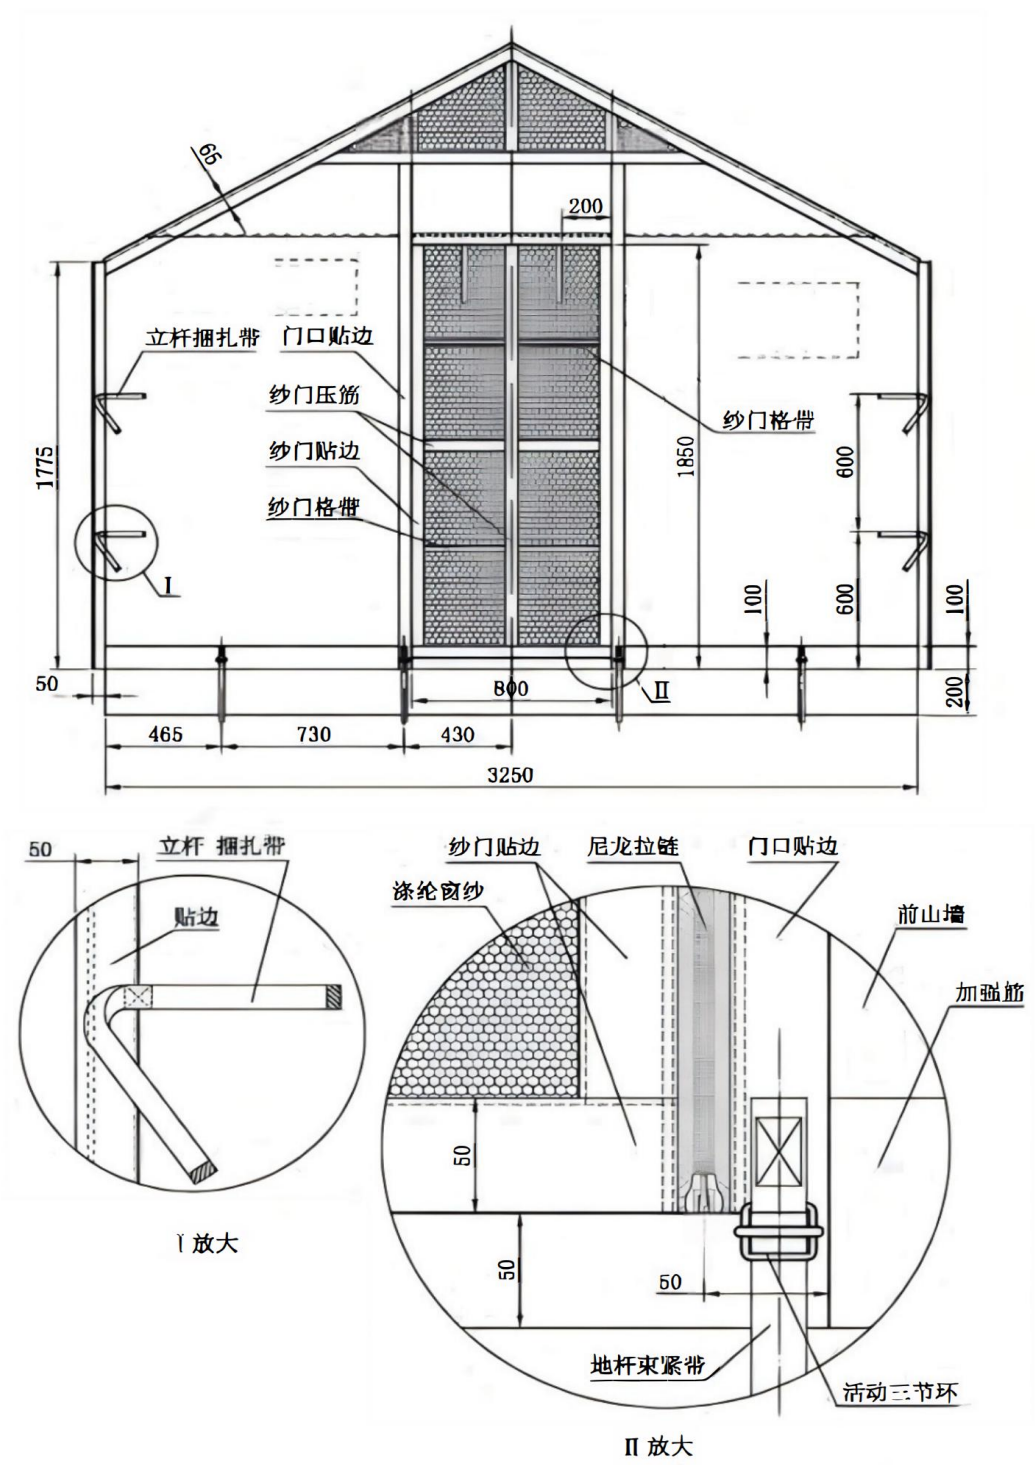 65
200
立杆捆扎带
门口贴边
纱门压筋
纱门贴边
纱门格带
纱门格带
1775
1850
600
600
100
100
200
I
II
50
800
465
730
430
3250
50
立杆 捆扎带
贴边
I 放大
纱门贴边
尼龙拉链
门口贴边
涤纶窗纱
前山墙
加强筋
50
50
50
地杆束紧带
活动三节环
II 放大